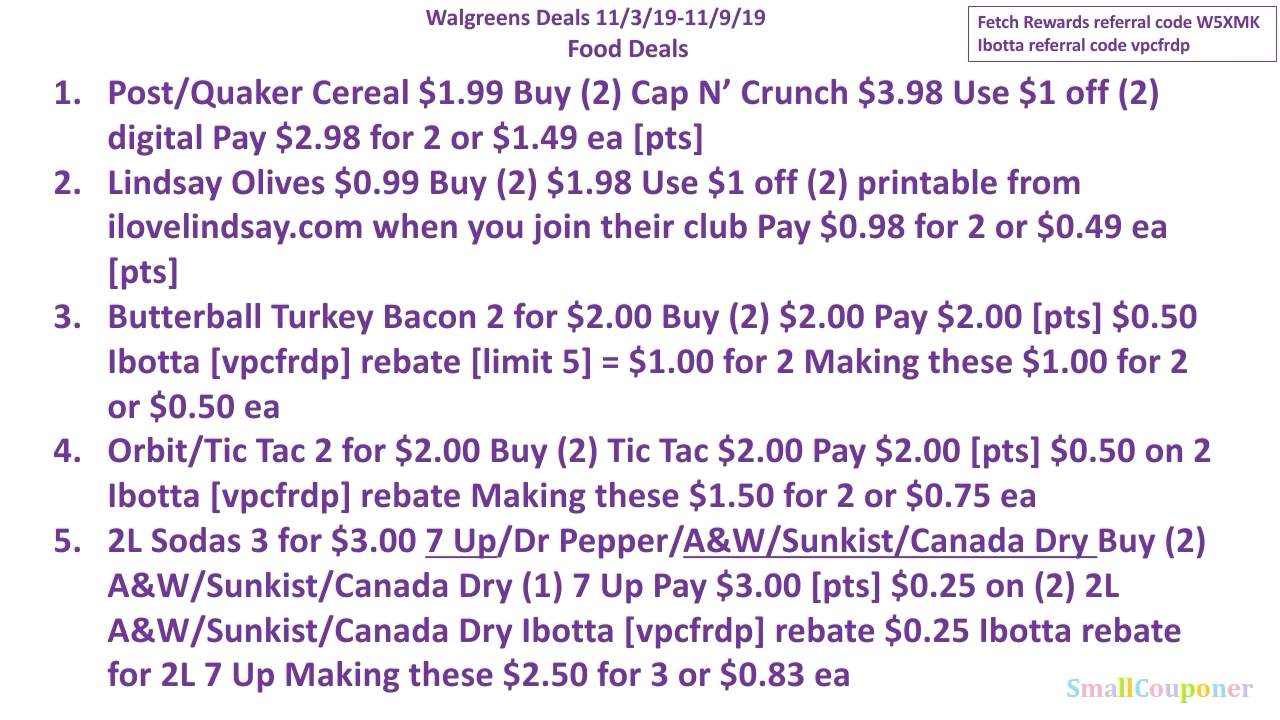 Walgreens Deals 11/3/19-11/9/19
Food Deals
Fetch Rewards referral code W5XMK
Ibotta referral code vpcfrdp
1. Post/Quaker Cereal $1.99 Buy (2) Cap N’ Crunch $3.98 Use $1 off (2)
digital Pay $2.98 for 2 or $1.49 ea [pts]
2. Lindsay Olives $0.99 Buy (2) $1.98 Use $1 off (2) printable from
ilovelindsay.com when you join their club Pay $0.98 for 2 or $0.49 ea
[pts]
3. Butterball Turkey Bacon 2 for $2.00 Buy (2) $2.00 Pay $2.00 [pts] $0.50
Ibotta [vpcfrdp] rebate [limit 5] = $1.00 for 2 Making these $1.00 for 2
or $0.50 ea
4. Orbit/Tic Tac 2 for $2.00 Buy (2) Tic Tac $2.00 Pay $2.00 [pts] $0.50 on 2
Ibotta [vpcfrdp] rebate Making these $1.50 for 2 or $0.75 ea
5. 2L Sodas 3 for $3.00 7 Up/Dr Pepper/A&W/Sunkist/Canada Dry Buy (2)
A&W/Sunkist/Canada Dry (1) 7 Up Pay $3.00 [pts] $0.25 on (2) 2L
A&W/Sunkist/Canada Dry Ibotta [vpcfrdp] rebate $0.25 Ibotta rebate
for 2L 7 Up Making these $2.50 for 3 or $0.83 ea
SmallCouponer